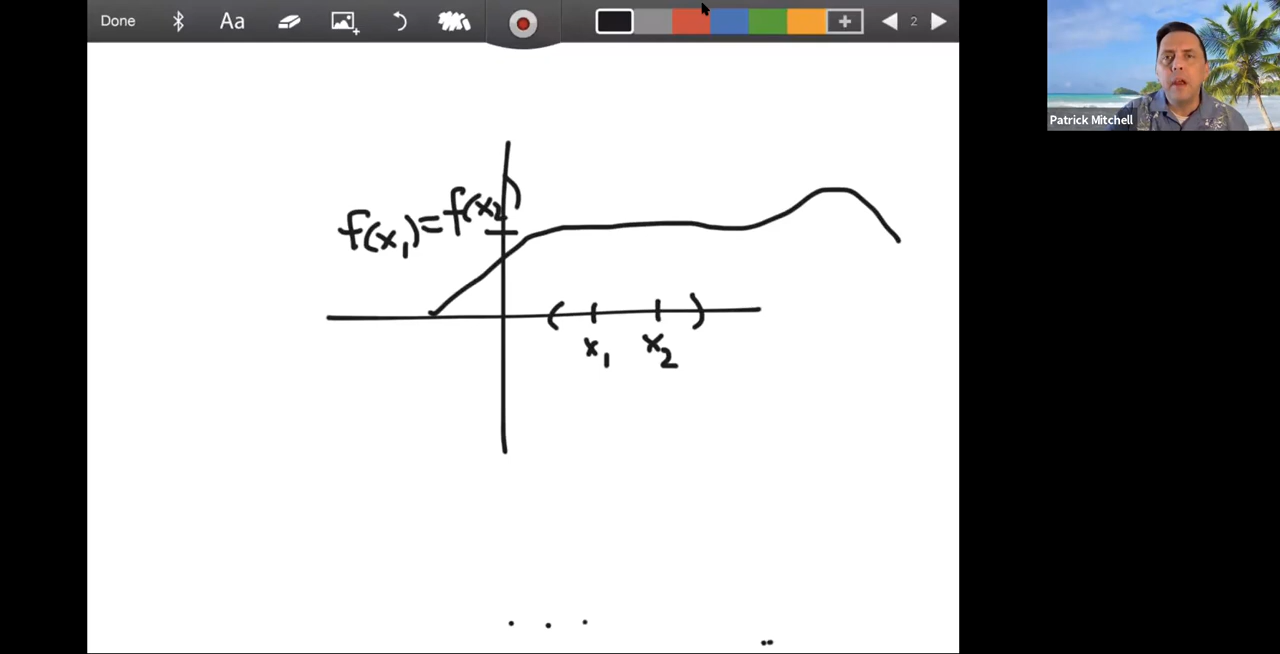 Done Aa 2
Patrick Mitchell
f(x₁)=f(x₂)
( )
x₁ x₂